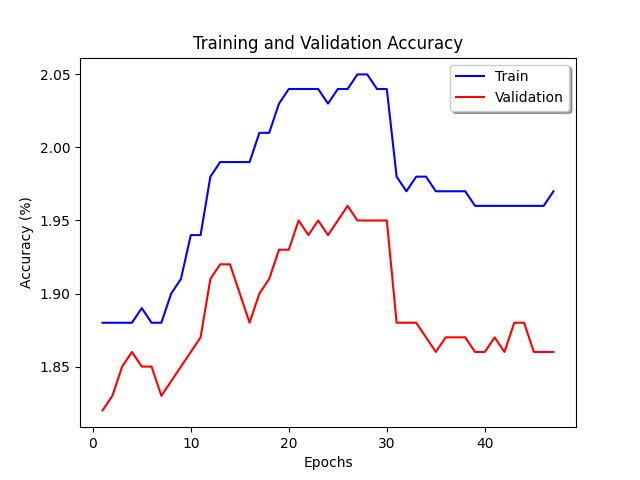 Training and Validation Accuracy
Train
Validation
2.05
2.00
1.95
1.90
1.85
Accuracy (%)
0
10
20
30
40
Epochs